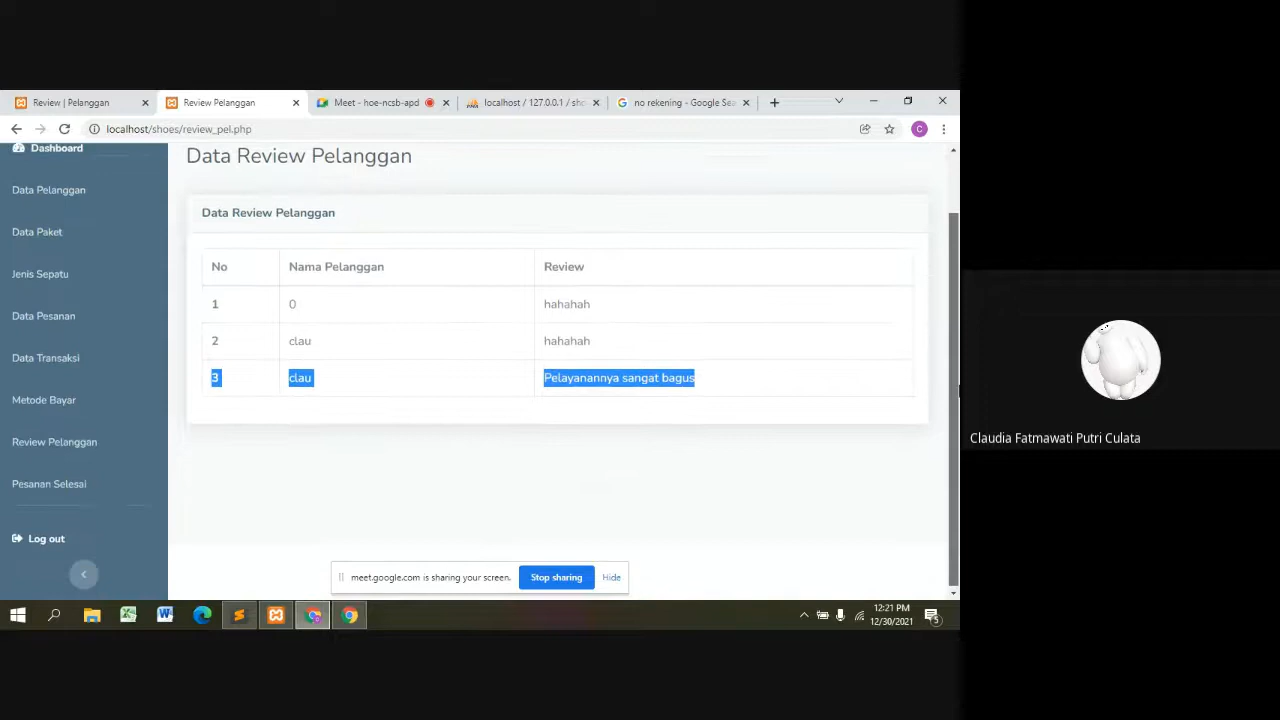 Review | Pelanggan
Review Pelanggan
Meet - hoe-ncsb-apd
localhost / 127.0.0.1 / sho
no rekening - Google Sea
localhost/shoes/review_pel.php
C
Dashboard
Data Pelanggan
Data Paket
Jenis Sepatu
Data Pesanan
Data Transaksi
Metode Bayar
Review Pelanggan
Pesanan Selesai
Log out
Data Review Pelanggan
Data Review Pelanggan
No Nama Pelanggan Review
1 0 hahahah
2 clau hahahah
3 clau Pelayanannya sangat bagus
meet.google.com is sharing your screen. Stop sharing Hide
12:21 PM
12/30/2021
5
Claudia Fatmawati Putri Culata